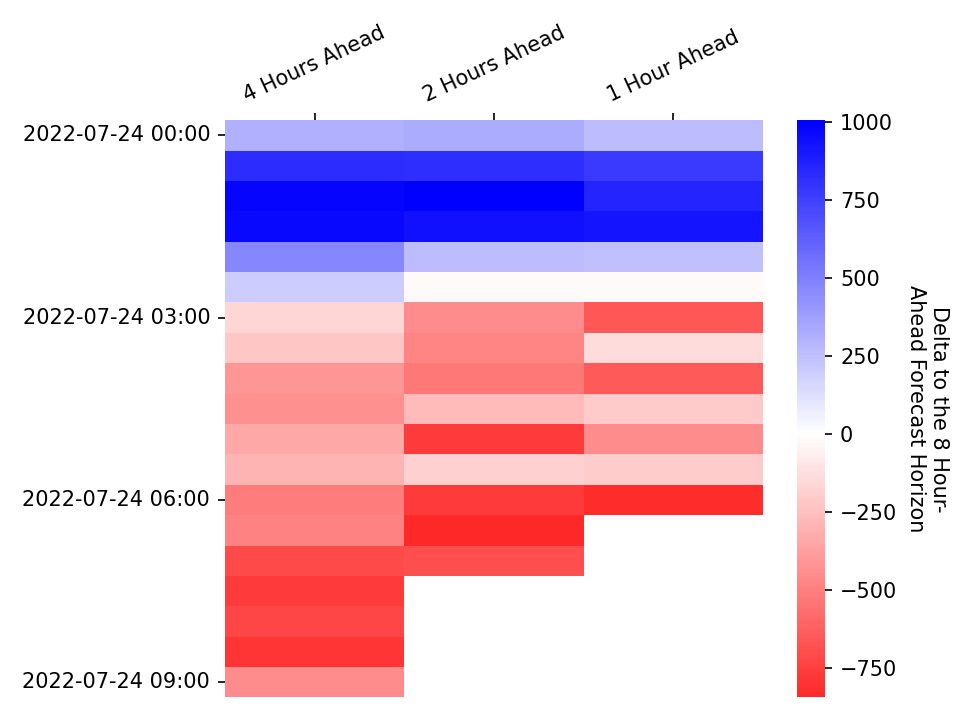 4 Hours Ahead
2 Hours Ahead
1 Hour Ahead
2022-07-24 00:00
2022-07-24 03:00
2022-07-24 06:00
2022-07-24 09:00
1000
750
500
250
0
−250
−500
−750
Delta to the 8 Hour-
Ahead Forecast Horizon